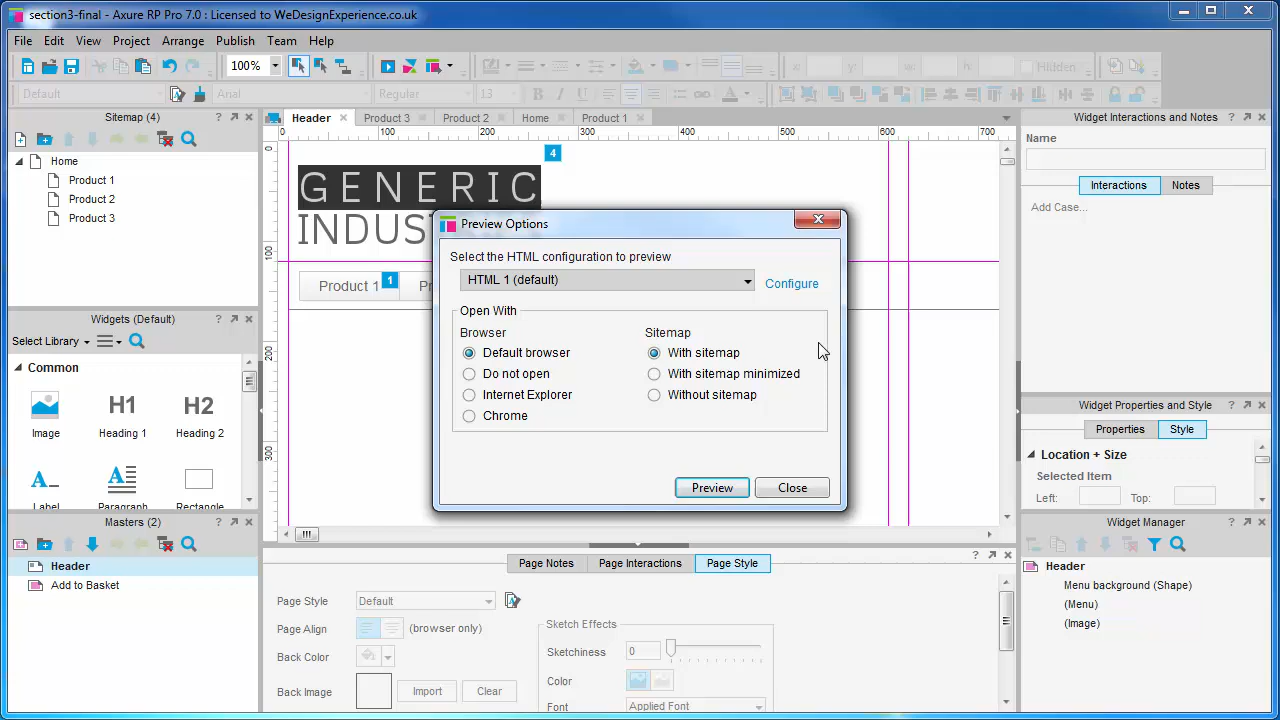 section3-final - Axure RP Pro 7.0 : Licensed to WeDesignExperience.co.uk
File Edit View Project Arrange Publish Team Help
100% x: y: w: h: Hidden
Default Arial Regular 13 B I U
Sitemap (4) ?
Home
Product 1
Product 2
Product 3
Widgets (Default) ?
Select Library
Common
Image Heading 1 Heading 2
H1 H2
A
Label Paragraph Rectangle
Masters (2) ?
Header
Add to Basket
Header Product 3 Product 2 Home Product 1
0 100 200 300 400 500 600 700
0
100
200
300
4
GENERIC
INDUS
Product 1 1 P
Preview Options
Select the HTML configuration to preview
HTML 1 (default) Configure
Open With
Browser
Default browser
Do not open
Internet Explorer
Chrome
Sitemap
With sitemap
With sitemap minimized
Without sitemap
Preview Close
Page Notes Page Interactions Page Style ?
Page Style Default
Page Align (browser only)
Back Color
Back Image Import Clear
Sketch Effects
Sketchiness 0
Color
Font Applied Font
Widget Interactions and Notes ?
Name
Interactions Notes
Add Case...
Widget Properties and Style ?
Properties Style
Location + Size
Selected Item
Left: Top:
Widget Manager ?
Header
Menu background (Shape)
(Menu)
(Image)